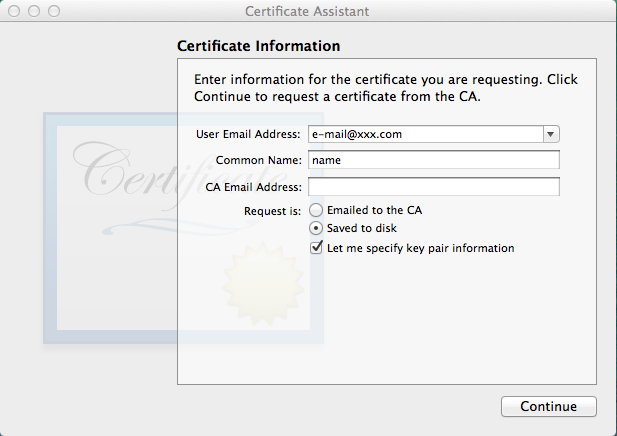 Certificate Assistant
Certificate Information
Enter information for the certificate you are requesting. Click
Continue to request a certificate from the CA.
User Email Address: e-mail@xxx.com
Common Name: name
CA Email Address:
Request is: Emailed to the CA
Saved to disk
Let me specify key pair information
Certificate
Continue